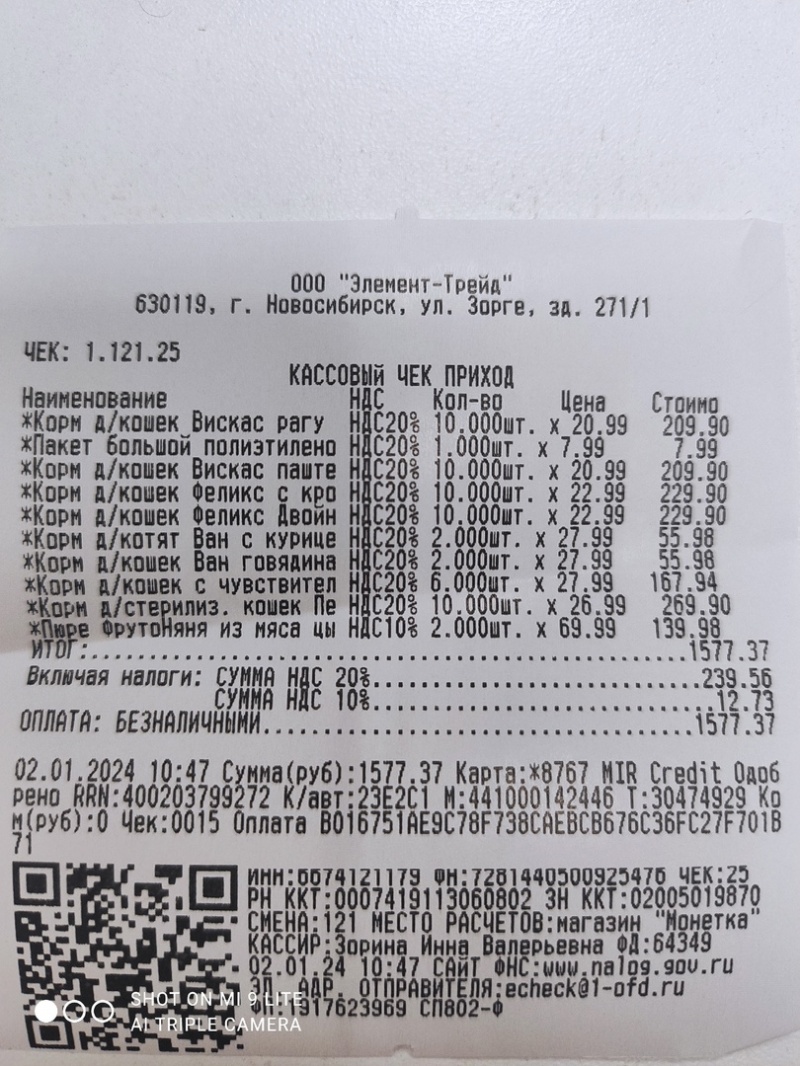 ООО "Элемент-Трейд"
630119, г. Новосибирск, ул. Зорге, зд. 271/1
ЧЕК: 1.121.25
КАССОВЫЙ ЧЕК ПРИХОД
Наименование НДС Кол-во Цена Стоимо
*Корм д/кошек Вискас рагу НДС20% 10.000шт. x 20.99 209.90
*Пакет большой полиэтилено НДС20% 1.000шт. x 7.99 7.99
*Корм д/кошек Вискас паште НДС20% 10.000шт. x 20.99 209.90
*Корм д/кошек Феликс с кро НДС20% 10.000шт. x 22.99 229.90
*Корм д/кошек Феликс Двойн НДС20% 10.000шт. x 22.99 229.90
*Корм д/котят Ван с курице НДС20% 2.000шт. x 27.99 55.98
*Корм д/кошек Ван говядина НДС20% 2.000шт. x 27.99 55.98
*Корм д/кошек с чувствител НДС20% 6.000шт. x 27.99 167.94
*Корм д/стерилиз. кошек Пе НДС20% 10.000шт. x 26.99 269.90
*Пюре ФрутоНяня из мяса цы НДС10% 2.000шт. x 69.99 139.98
ИТОГ:...............................................1577.37
Включая налоги: СУММА НДС 20%.........................239.56
СУММА НДС 10%..........................12.73
ОПЛАТА: БЕЗНАЛИЧНЫМИ.................................1577.37
02.01.2024 10:47 Сумма(руб):1577.37 Карта:*8767 MIR Credit Одоб
рено RRN:400203799272 К/авт:23E2C1 М:441000142446 Т:30474929 Ко
м(руб):0 Чек:0015 Оплата B016751AE9C78F738CAEBCB676C36FC27F701B
71
ИНН:6674121179 ФН:7281440500925476 ЧЕК:25
РН ККТ:0007419113060802 ЗН ККТ:02005019870
СМЕНА:121 МЕСТО РАСЧЕТОВ:магазин "Монетка"
КАССИР:Зорина Инна Валерьевна ФД:64349
02.01.24 10:47 САЙТ ФНС:www.nalog.gov.ru
ЭЛ. АДР. ОТПРАВИТЕЛЯ:echeck@1-ofd.ru
ФП:1917623969 СП802-Ф
SHOT ON MI 9 LITE
AI TRIPLE CAMERA